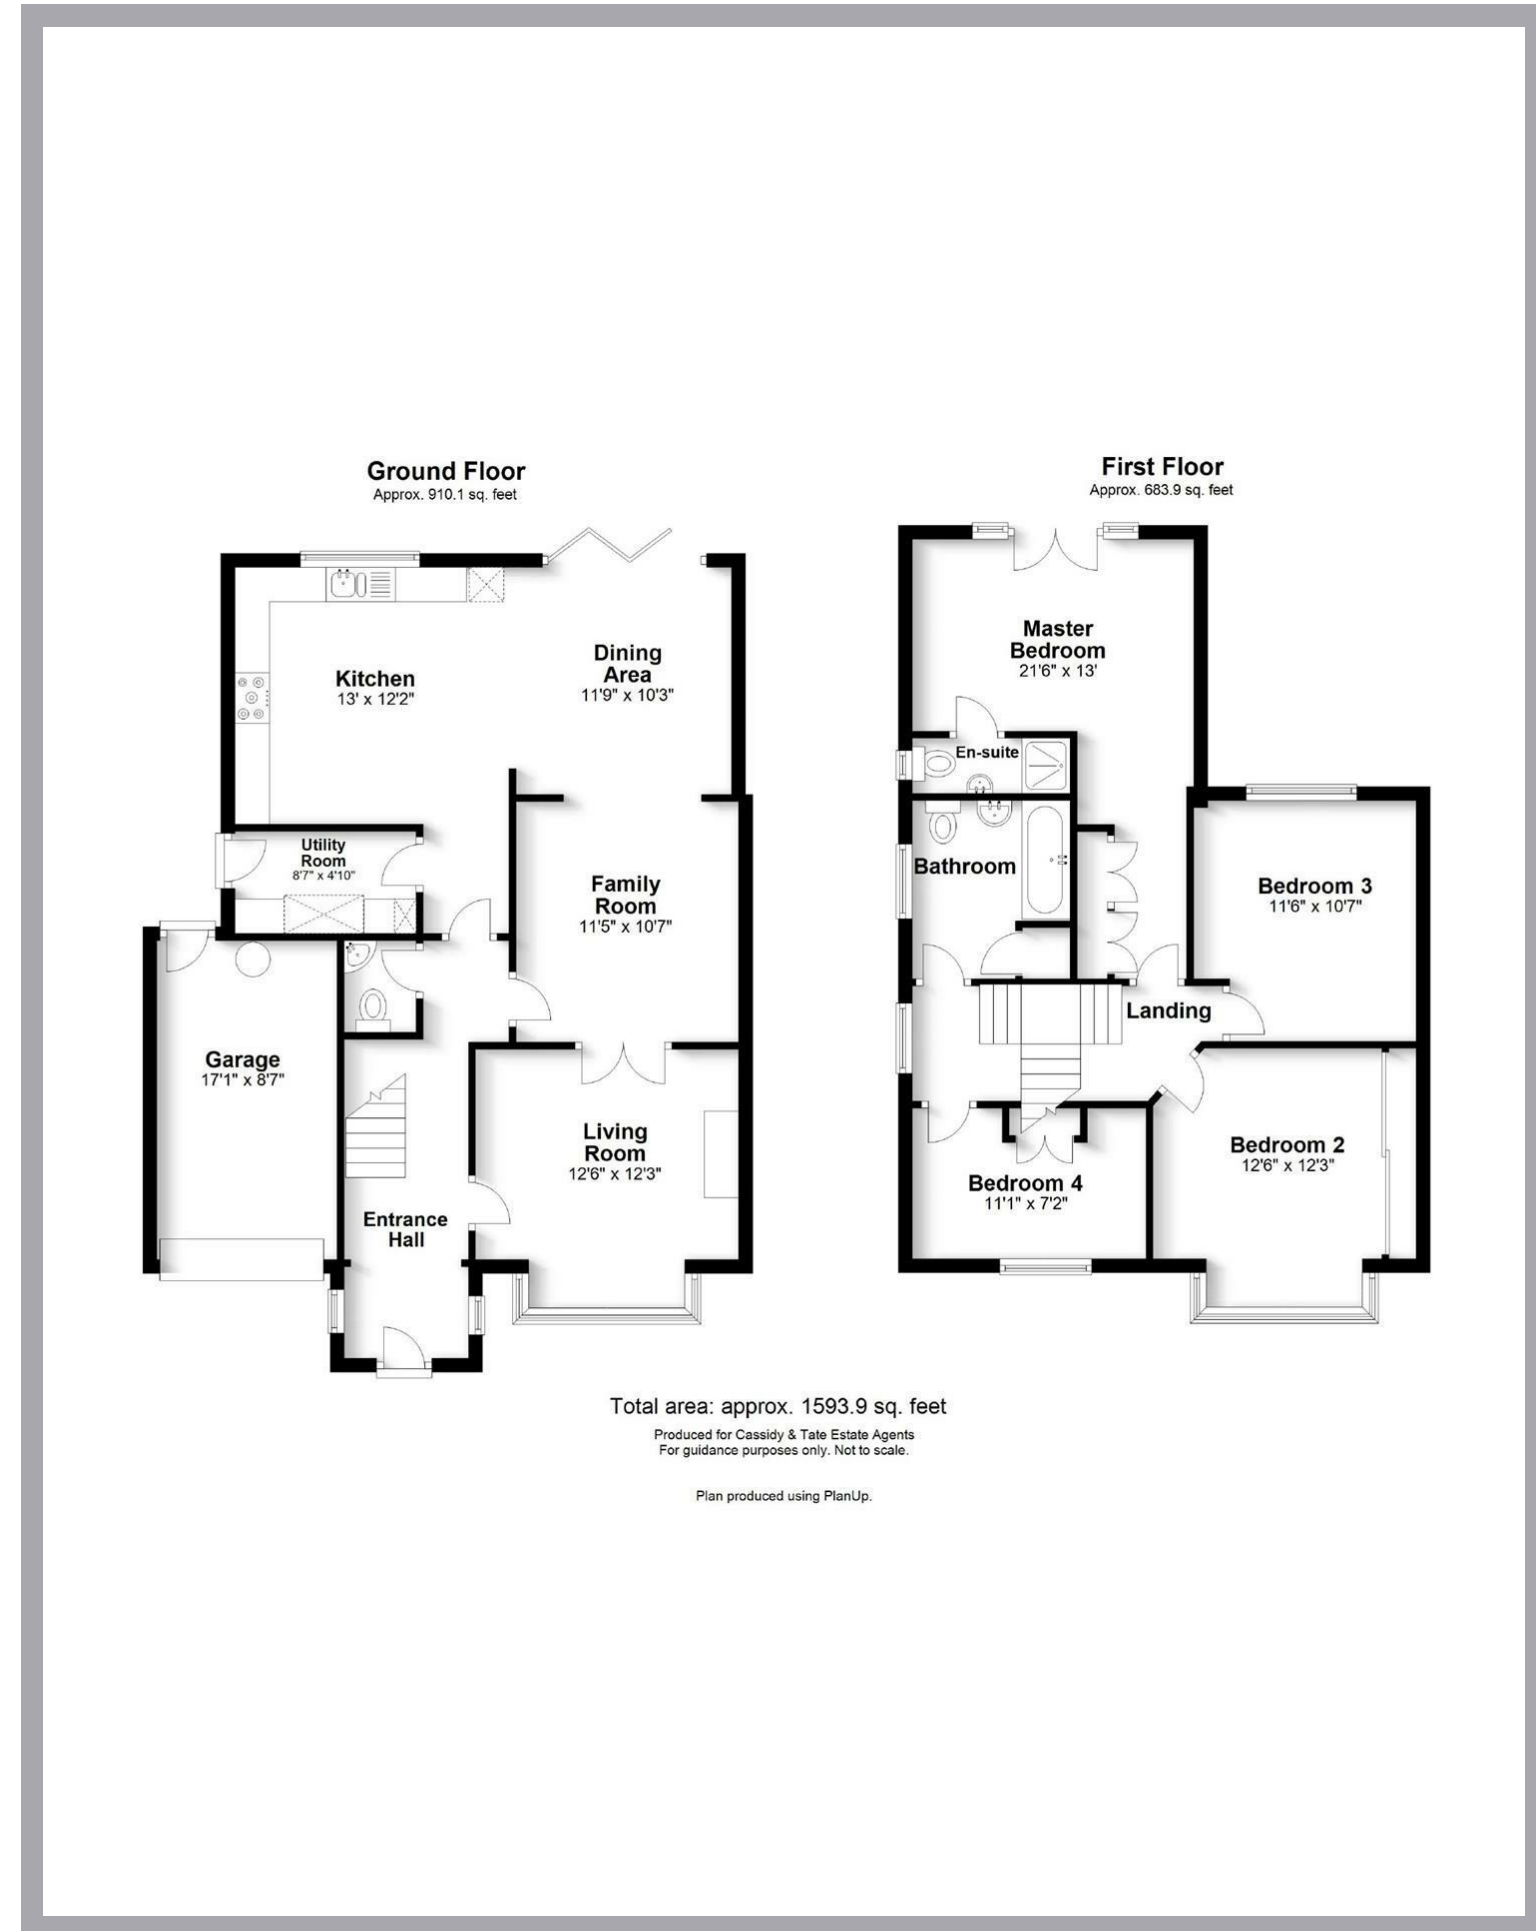 Ground Floor
Approx. 910.1 sq. feet
Kitchen
13' x 12'2"
Dining
Area
11'9" x 10'3"
Utility
Room
8'7" x 4'10"
Family
Room
11'5" x 10'7"
Garage
17'1" x 8'7"
Living
Room
12'6" x 12'3"
Entrance
Hall
First Floor
Approx. 683.9 sq. feet
Master
Bedroom
21'6" x 13'
En-suite
Bathroom
Bedroom 3
11'6" x 10'7"
Landing
Bedroom 2
12'6" x 12'3"
Bedroom 4
11'1" x 7'2"
Total area: approx. 1593.9 sq. feet
Produced for Cassidy & Tate Estate Agents
For guidance purposes only. Not to scale.
Plan produced using PlanUp.